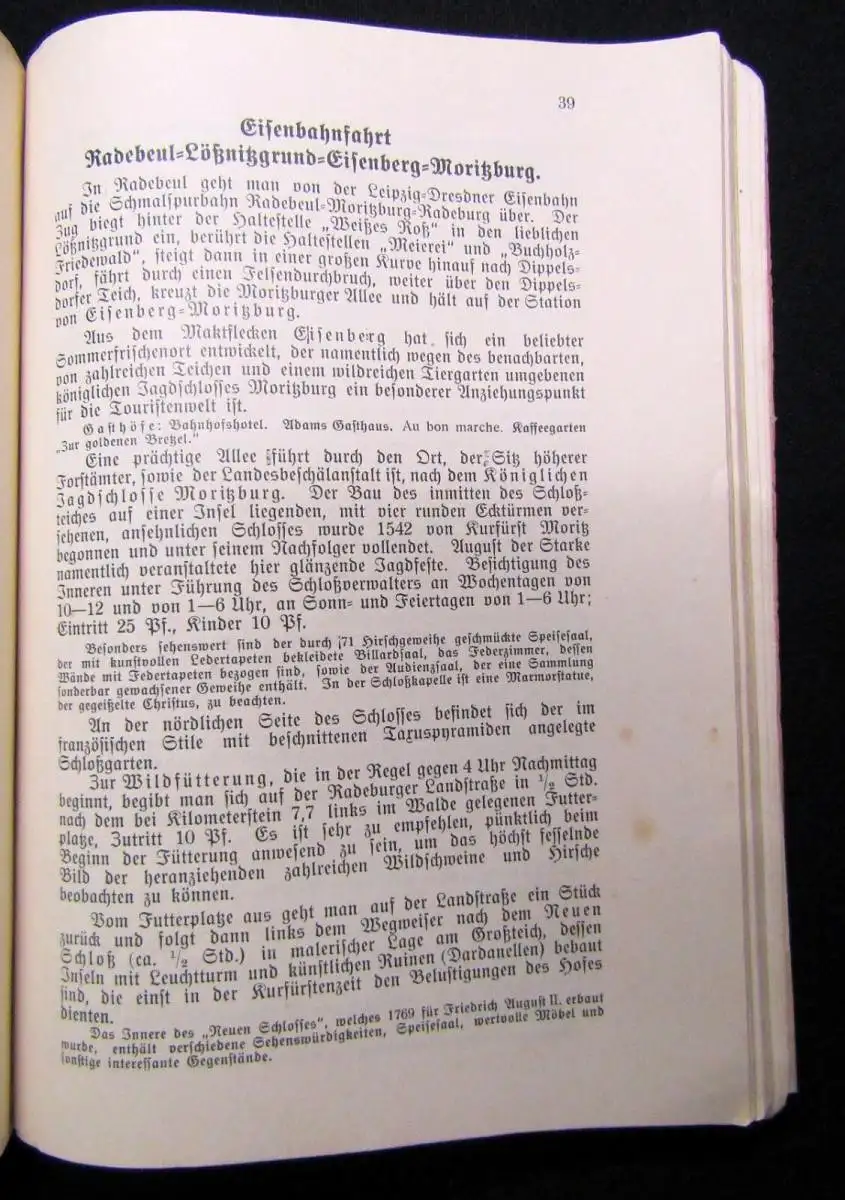 39
Eisenbahnfahrt
Radebeul=Lößnitzgrund=Eisenberg=Moritzburg.
In Radebeul geht man von der Leipzig=Dresdner Eisenbahn
auf die Schmalspurbahn Radebeul=Moritzburg=Radeburg über. Der
Zug biegt hinter der Haltestelle „Weißes Roß" in den lieblichen
Lößnitzgrund ein, berührt die Haltestellen „Meierei" und „Buchholz=
Friedewald", steigt dann in einer großen Kurve hinauf nach Dippels=
dorf, fährt durch einen Felsendurchbruch, weiter über den Dippels=
dorfer Teich, kreuzt die Moritzburger Allee und hält auf der Station
von Eisenberg=Moritzburg.
Aus dem Maktflecken Eisenberg hat sich ein beliebter
Sommerfrischenort entwickelt, der namentlich wegen des benachbarten,
von zahlreichen Teichen und einem wildreichen Tiergarten umgebenen
königlichen Jagdschlosses Moritzburg ein besonderer Anziehungspunkt
für die Touristenwelt ist.
Gasthöfe: Bahnhofshotel. Adams Gasthaus. Au bon marche. Kaffeegarten
„Zur goldenen Bretzel."
Eine prächtige Allee führt durch den Ort, der Sitz höherer
Forstämter, sowie der Landesbeschälanstalt ist, nach dem Königlichen
Jagdschlosse Moritzburg. Der Bau des inmitten des Schloß=
teiches auf einer Insel liegenden, mit vier runden Ecktürmen ver=
sehenen, ansehnlichen Schlosses wurde 1542 von Kurfürst Moritz
begonnen und unter seinem Nachfolger vollendet. August der Starke
namentlich veranstaltete hier glänzende Jagdfeste. Besichtigung des
Inneren unter Führung des Schloßverwalters an Wochentagen von
10—12 und von 1—6 Uhr, an Sonn= und Feiertagen von 1—6 Uhr;
Eintritt 25 Pf., Kinder 10 Pf.
Besonders sehenswert sind der durch 71 Hirschgeweihe geschmückte Speisesaal,
der mit kunstvollen Ledertapeten bekleidete Billardsaal, das Federzimmer, dessen
Wände mit Federtapeten bezogen sind, sowie der Audienzsaal, der eine Sammlung
sonderbar gewachsener Geweihe enthält. In der Schloßkapelle ist eine Marmorstatue,
der gegeißelte Christus, zu beachten.
An der nördlichen Seite des Schlosses befindet sich der im
französischen Stile mit beschnittenen Taxuspyramiden angelegte
Schloßgarten.
Zur Wildfütterung, die in der Regel gegen 4 Uhr Nachmittag
beginnt, begibt man sich auf der Radeburger Landstraße in 1/2 Std.
nach dem bei Kilometerstein 7,7 links im Walde gelegenen Futter=
platze, Zutritt 10 Pf. Es ist sehr zu empfehlen, pünktlich beim
Beginn der Fütterung anwesend zu sein, um das höchst fesselnde
Bild der heranziehenden zahlreichen Wildschweine und Hirsche
beobachten zu können.
Vom Futterplatze aus geht man auf der Landstraße ein Stück
zurück und folgt dann links dem Wegweiser nach dem Neuen
Schloß (ca. 1/2 Std.) in malerischer Lage am Großteich, dessen
Inseln mit Leuchtturm und künstlichen Ruinen (Dardanellen) bebaut
sind, die einst in der Kurfürstenzeit den Belustigungen des Hofes
dienten.
Das Innere des „Neuen Schlosses", welches 1769 für Friedrich August II. erbaut
wurde, enthält verschiedene Sehenswürdigkeiten, Speisesaal, wertvolle Möbel und
sonstige interessante Gegenstände.